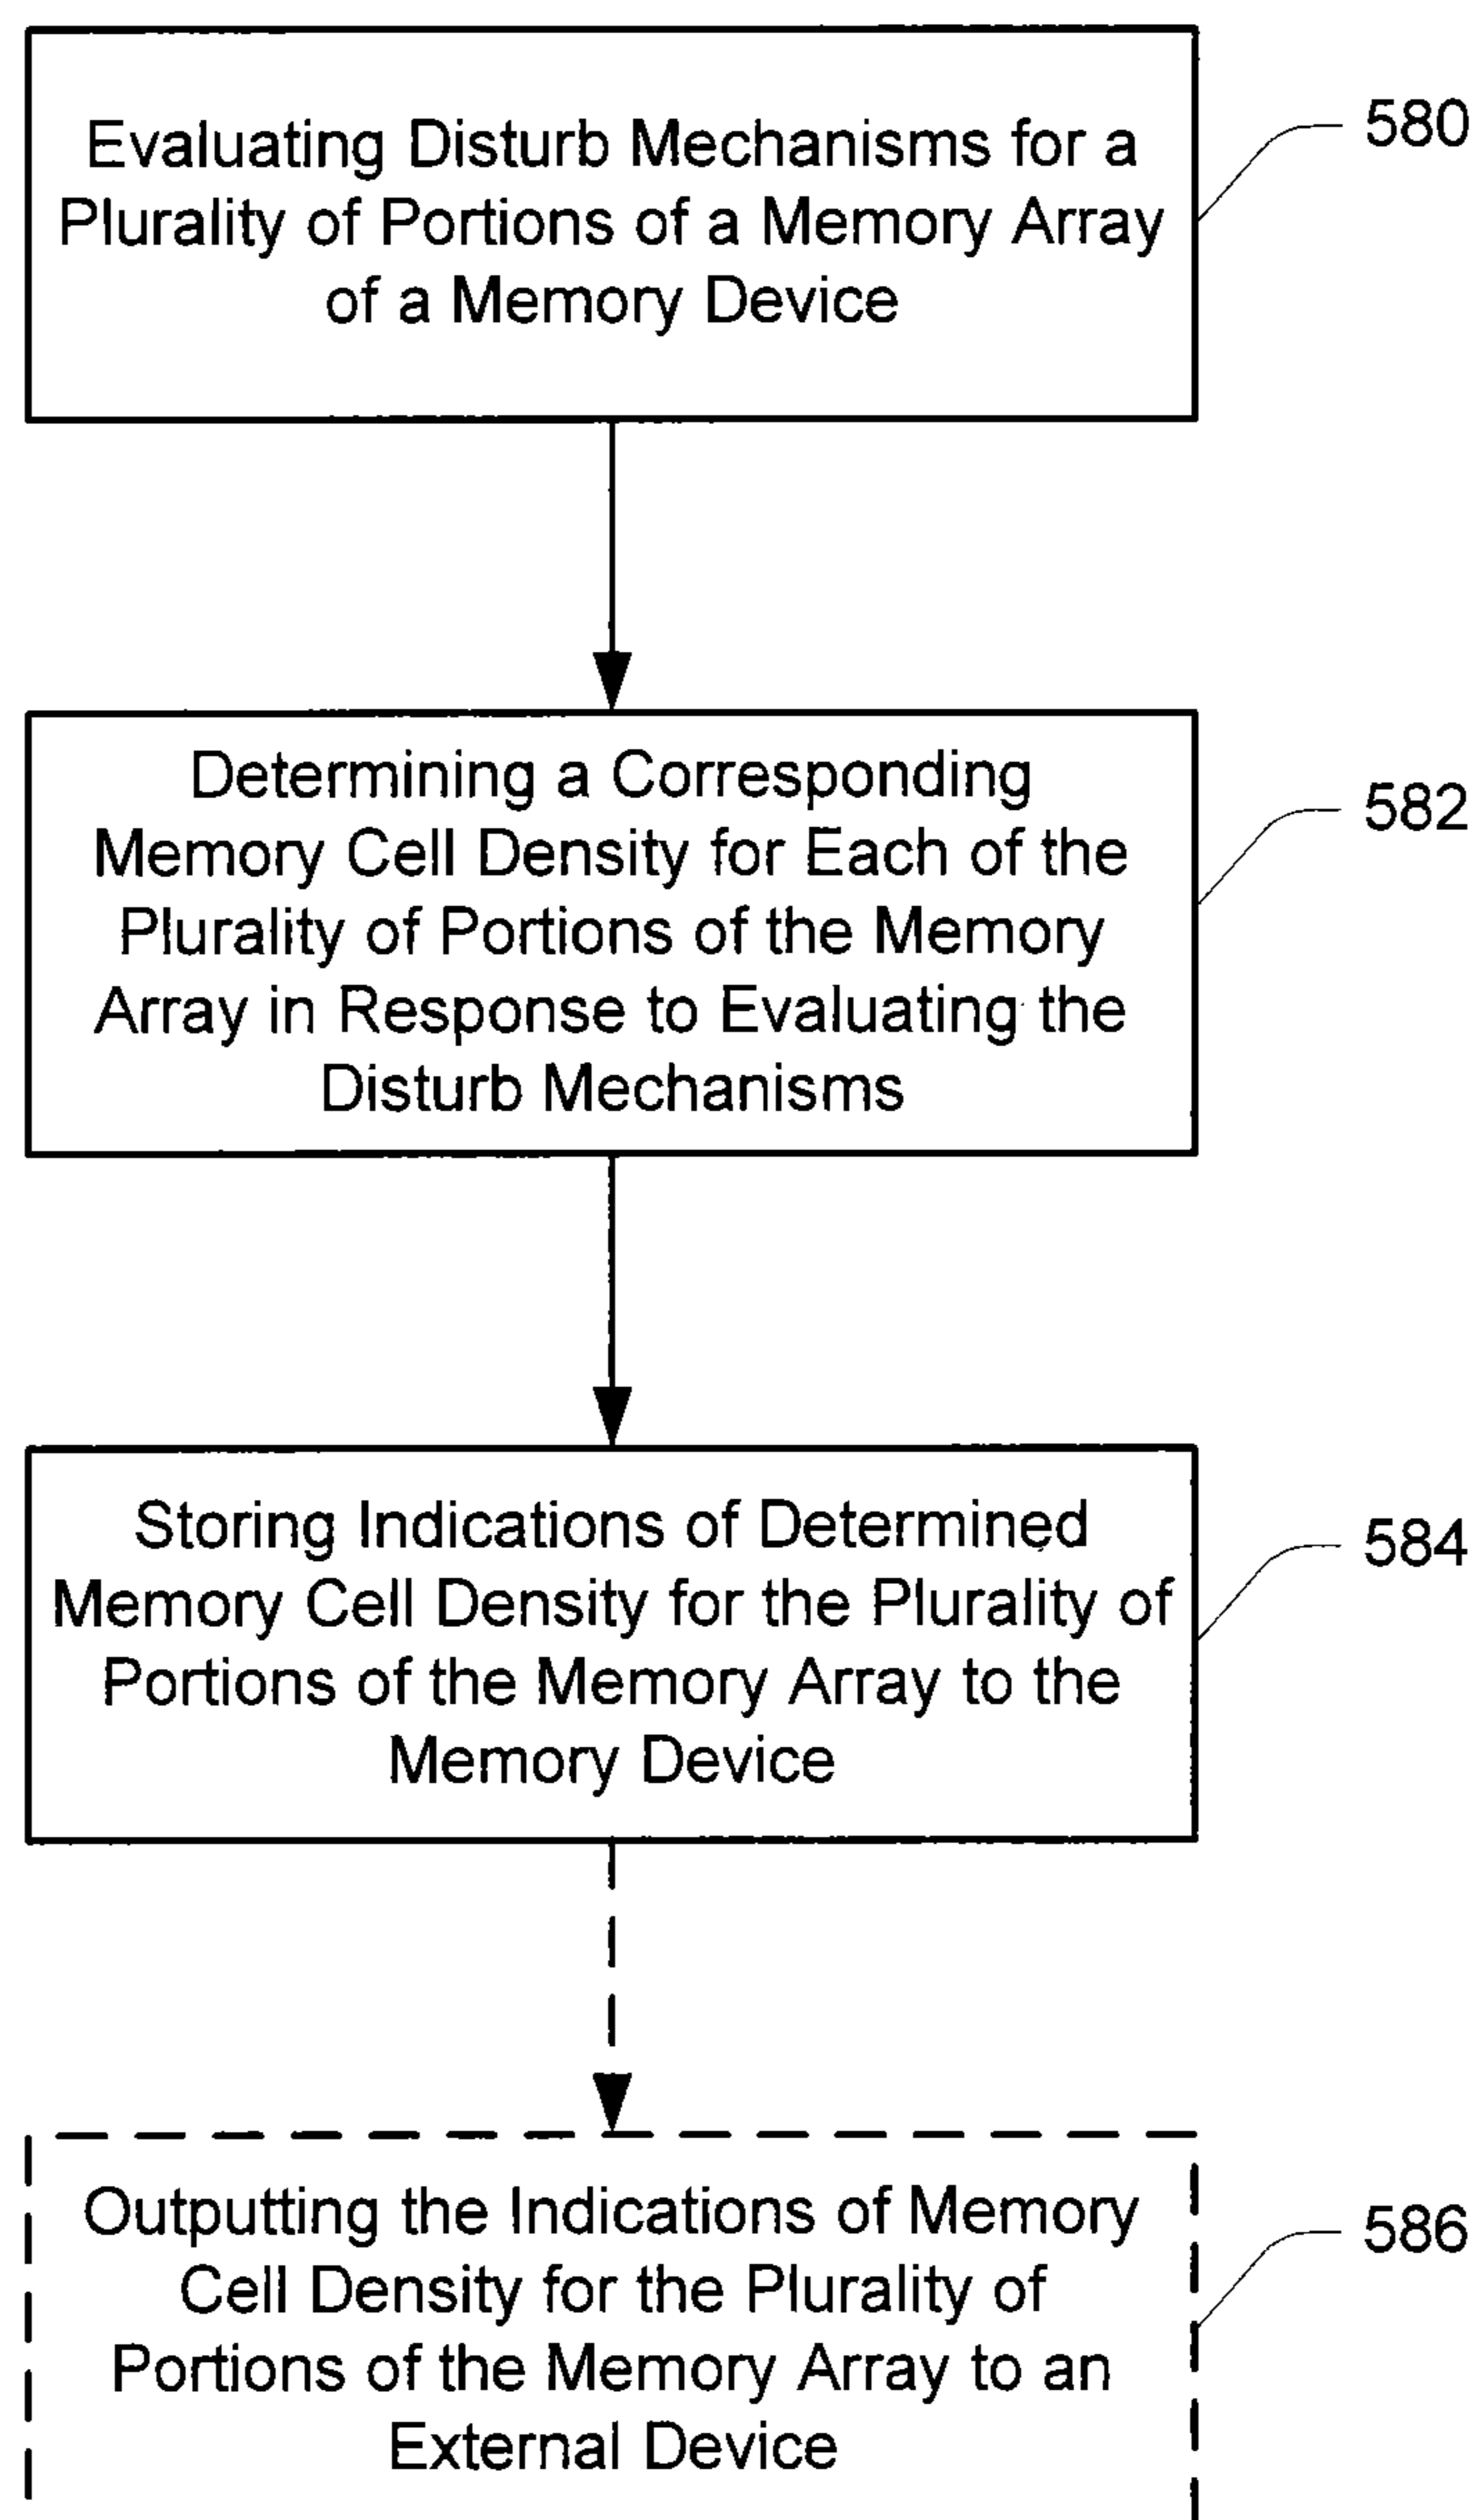 Evaluating Disturb Mechanisms for a
Plurality of Portions of a Memory Array
of a Memory Device
580
Determining a Corresponding
Memory Cell Density for Each of the
Plurality of Portions of the Memory
Array in Response to Evaluating the
Disturb Mechanisms
582
Storing Indications of Determined
Memory Cell Density for the Plurality of
Portions of the Memory Array to the
Memory Device
584
Outputting the Indications of Memory
Cell Density for the Plurality of
Portions of the Memory Array to an
External Device
586